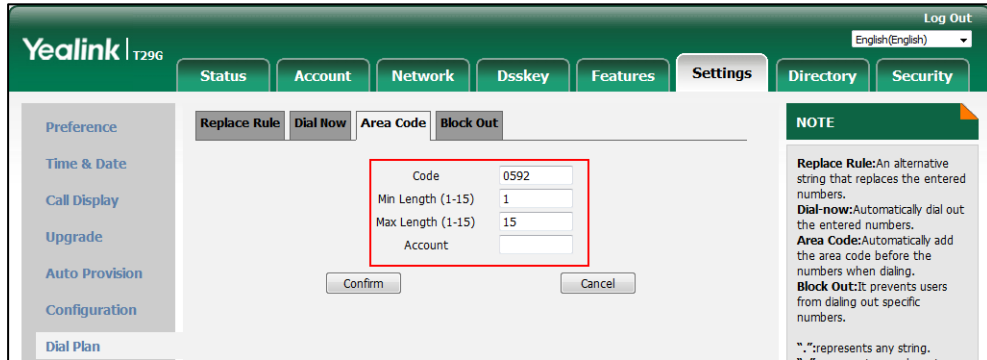 Log Out
Yealink T29G
English(English)
Status Account Network Dsskey Features Settings Directory Security
Preference
Time & Date
Call Display
Upgrade
Auto Provision
Configuration
Dial Plan
Replace Rule Dial Now Area Code Block Out
Code 0592
Min Length (1-15) 1
Max Length (1-15) 15
Account
Confirm Cancel
NOTE
Replace Rule:An alternative
string that replaces the entered
numbers.
Dial-now:Automatically dial out
the entered numbers.
Area Code:Automatically add
the area code before the
numbers when dialing.
Block Out:It prevents users
from dialing out specific
numbers.
".":represents any string.